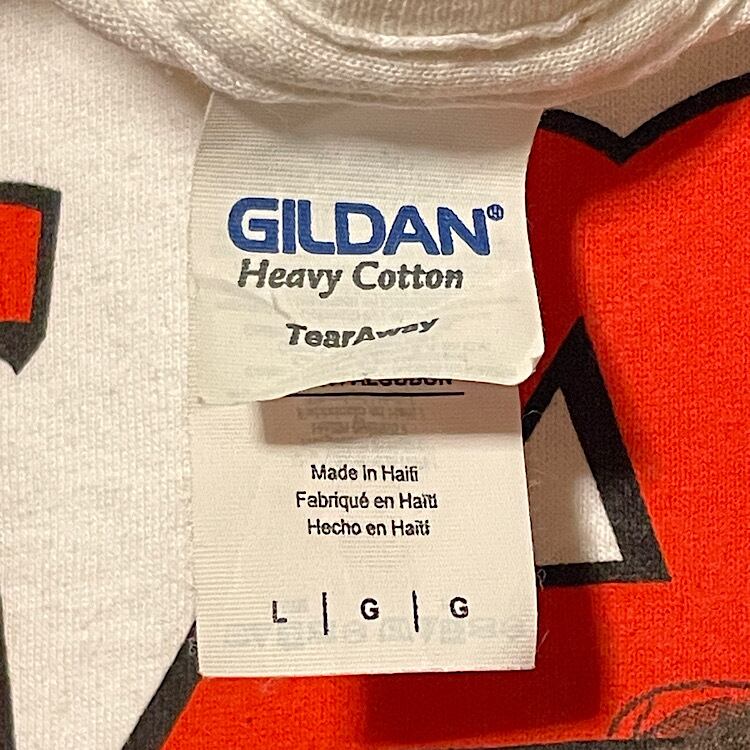 GILDAN®
Heavy Cotton
TearAway
Made in Haiti
Fabriqué en Haïti
Hecho en Haití
L | G | G